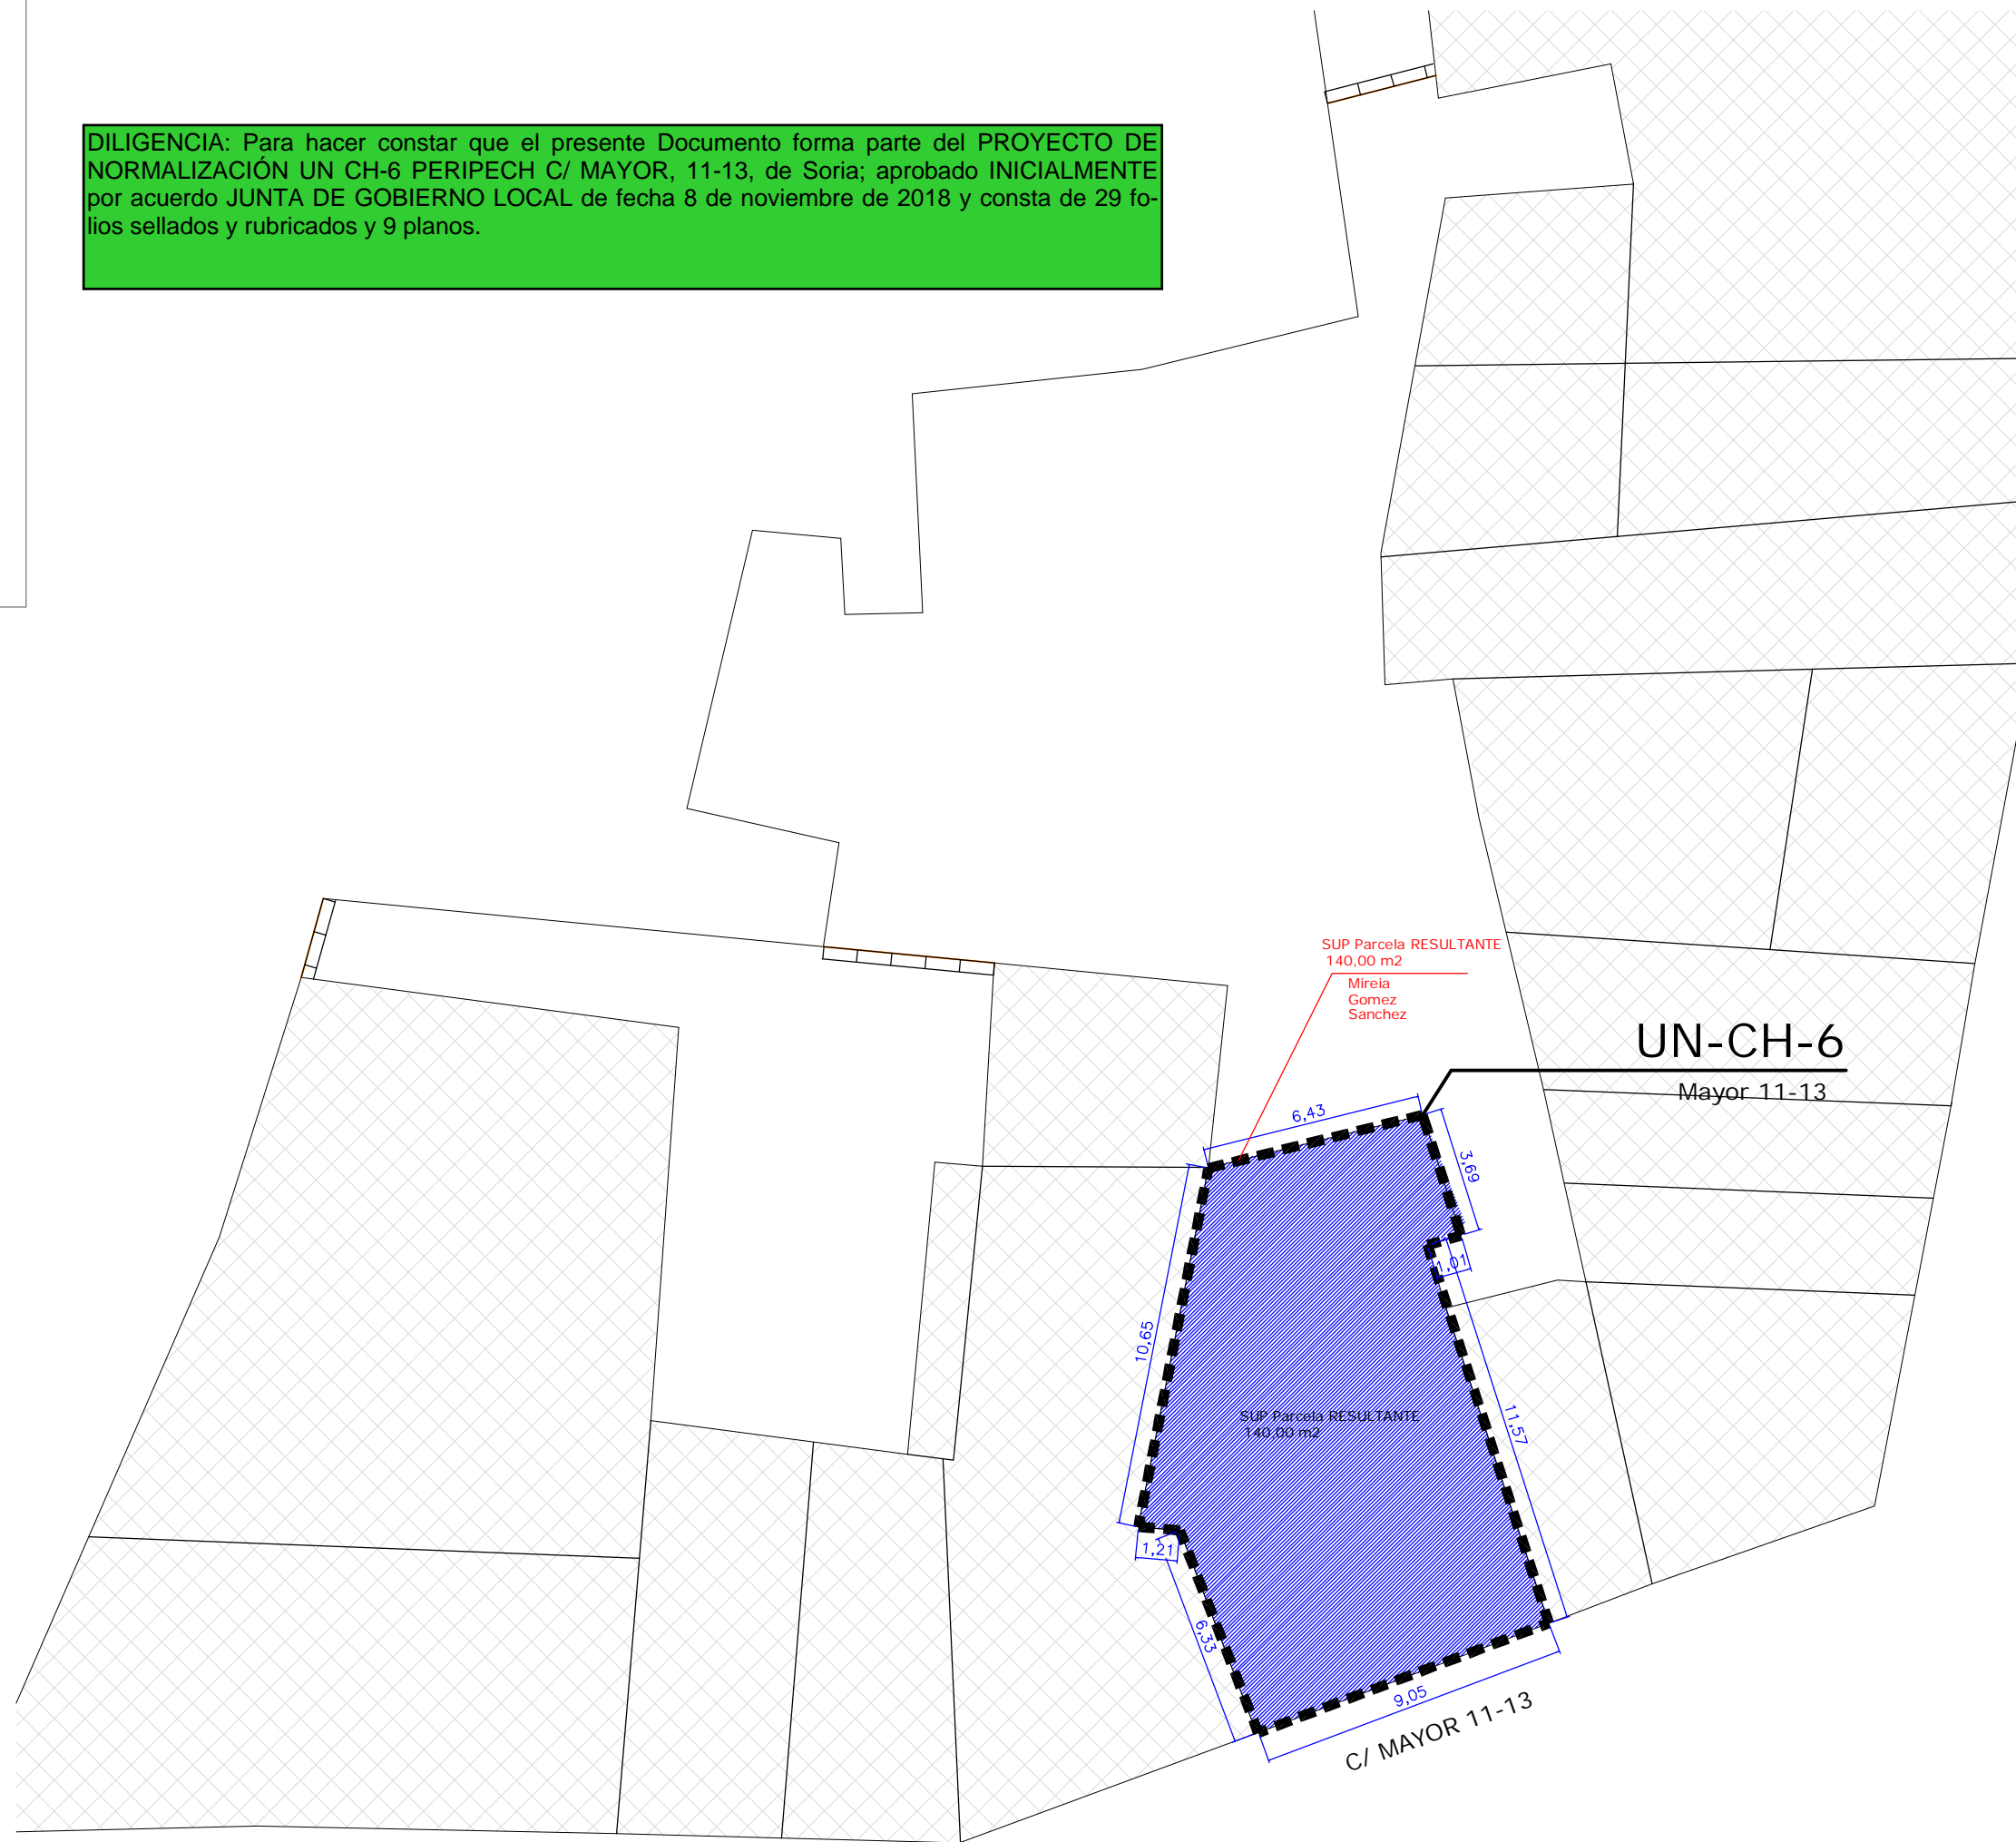 DILIGENCIA: Para hacer constar que el presente Documento forma parte del PROYECTO DE
NORMALIZACIÓN UN CH-6 PERIPECH C/ MAYOR, 11-13, de Soria; aprobado INICIALMENTE
por acuerdo JUNTA DE GOBIERNO LOCAL de fecha 8 de noviembre de 2018 y consta de 29 fo-
lios sellados y rubricados y 9 planos.
SUP Parcela RESULTANTE
140,00 m2
Mireia
Gomez
Sanchez
UN-CH-6
Mayor 11-13
6,43
3,69
1,01
10,65
11,57
SUP Parcela RESULTANTE
140,00 m2
1,21
6,33
9,05
C/ MAYOR 11-13